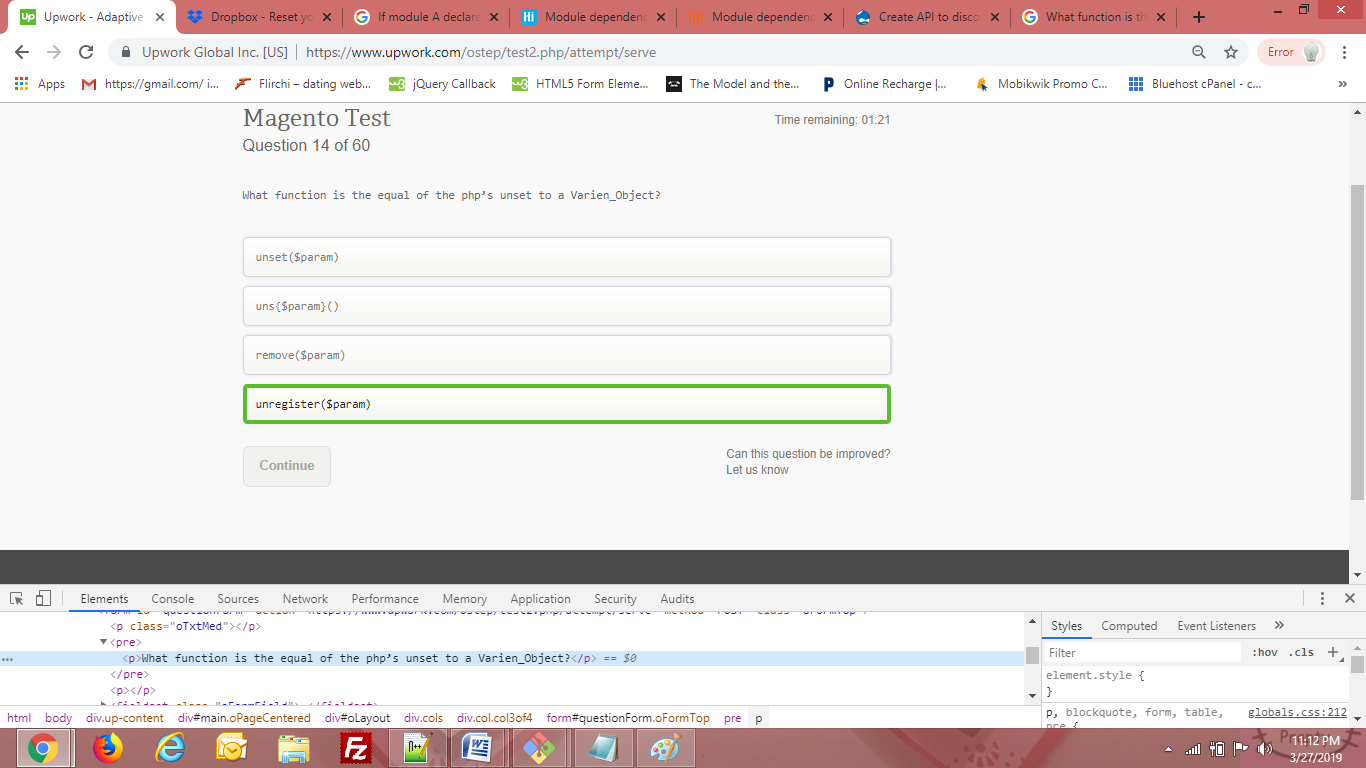 Upwork - Adaptive
Dropbox - Reset yo
If module A declare
Module dependenc
Module dependenc
Create API to disco
What function is th
Upwork Global Inc. [US] | https://www.upwork.com/ostep/test2.php/attempt/serve
Error
Apps
https://gmail.com/ i...
Flirchi – dating web...
jQuery Callback
HTML5 Form Eleme...
The Model and the...
Online Recharge |...
Mobikwik Promo C...
Bluehost cPanel - c...
»
Magento Test
Time remaining: 01:21
Question 14 of 60
What function is the equal of the php’s unset to a Varien_Object?
unset($param)
uns{$param}()
remove($param)
unregister($param)
Continue
Can this question be improved?
Let us know
Elements Console Sources Network Performance Memory Application Security Audits
<p class="oTxtMed"></p>
<pre>
<p>What function is the equal of the php’s unset to a Varien_Object?</p> == $0
</pre>
<p></p>
html body div.up-content div#main.oPageCentered div#oLayout div.cols div.col.col3of4 form#questionForm.oFormTop pre p
Styles Computed Event Listeners »
Filter :hov .cls +
element.style {
}
p, blockquote, form, table, globals.css:212
pre {
11:12 PM
3/27/2019